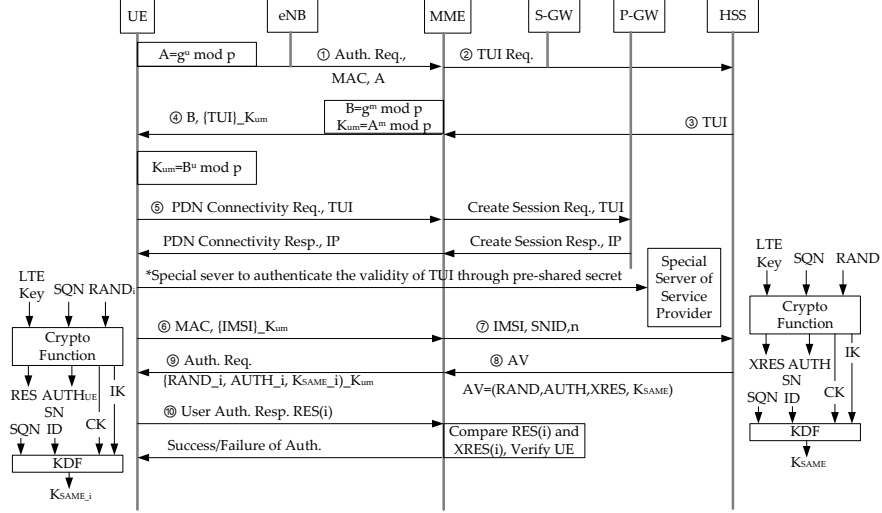 UE
eNB
MME
S-GW
P-GW
HSS
A=gᵘ mod p
① Auth. Req.,
MAC, A
② TUI Req.
B=gᵐ mod p
Kum=Aᵐ mod p
④ B, {TUI}_Kum
③ TUI
Kum=Bᵘ mod p
⑤ PDN Connectivity Req., TUI
Create Session Req., TUI
PDN Connectivity Resp., IP
Create Session Resp., IP
*Special sever to authenticate the validity of TUI through pre-shared secret
Special
Server of
Service
Provider
LTE
Key
SQN
RANDi
Crypto
Function
RES
AUTHUE
IK
SN
ID
CK
SQN
KDF
KSAME_i
⑥ MAC, {IMSI}_Kum
⑦ IMSI, SNID,n
⑨ Auth. Req.
{RAND_i, AUTH_i, KSAME_i)_Kum
⑧ AV
AV=(RAND,AUTH,XRES, KSAME)
⑩ User Auth. Resp. RES(i)
Success/Failure of Auth.
Compare RES(i) and
XRES(i), Verify UE
LTE
Key
SQN
RAND
Crypto
Function
XRES
AUTH
IK
SN
ID
CK
SQN
KDF
KSAME